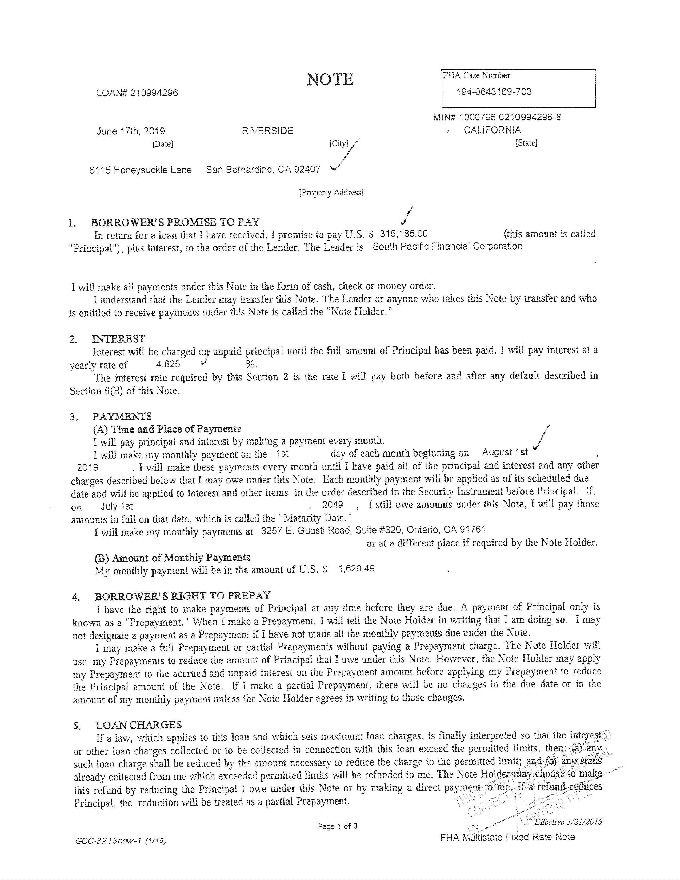 NOTE
FHA Case Number
LOAN# 210994296
MIN#
June 17th, 2019 RIVERSIDE CALIFORNIA
[Date] [City] [State]
Honeysuckle Lane San Bernardino, CA 92407
[Property Address]
1. BORROWER'S PROMISE TO PAY
In return for a loan that I have received, I promise to pay U.S. $ (this amount is called
"Principal"), plus interest, to the order of the Lender. The Lender is South Pacific Financial Corporation
I will make all payments under this Note in the form of cash, check or money order.
I understand that the Lender may transfer this Note. The Lender or anyone who takes this Note by transfer and who
is entitled to receive payments under this Note is called the "Note Holder."
2. INTEREST
Interest will be charged on unpaid principal until the full amount of Principal has been paid. I will pay interest at a
yearly rate of 4.625 %.
The interest rate required by this Section 2 is the rate I will pay both before and after any default described in
Section 6(B) of this Note.
3. PAYMENTS
(A) Time and Place of Payments
I will pay principal and interest by making a payment every month.
I will make my monthly payment on the 1st day of each month beginning on August 1st ,
2019 . I will make these payments every month until I have paid all of the principal and interest and any other
charges described below that I may owe under this Note. Each monthly payment will be applied as of its scheduled due
date and will be applied to interest and other items in the order described in the Security Instrument before Principal. If,
on July 1st , 2049 , I still owe amounts under this Note, I will pay those
amounts in full on that date, which is called the "Maturity Date."
I will make my monthly payments at 3257 E. Guasti Road, Suite #320, Ontario, CA 91761
or at a different place if required by the Note Holder.
(B) Amount of Monthly Payments
My monthly payment will be in the amount of U.S. $ .
4. BORROWER'S RIGHT TO PREPAY
I have the right to make payments of Principal at any time before they are due. A payment of Principal only is
known as a "Prepayment." When I make a Prepayment, I will tell the Note Holder in writing that I am doing so. I may
not designate a payment as a Prepayment if I have not made all the monthly payments due under the Note.
I may make a full Prepayment or partial Prepayments without paying a Prepayment charge. The Note Holder will
use my Prepayments to reduce the amount of Principal that I owe under this Note. However, the Note Holder may apply
my Prepayment to the accrued and unpaid interest on the Prepayment amount before applying my Prepayment to reduce
the Principal amount of the Note. If I make a partial Prepayment, there will be no changes in the due date or in the
amount of my monthly payment unless the Note Holder agrees in writing to those changes.
5. LOAN CHARGES
If a law, which applies to this loan and which sets maximum loan charges, is finally interpreted so that the interest
or other loan charges collected or to be collected in connection with this loan exceed the permitted limits, then: (a) any
such loan charge shall be reduced by the amount necessary to reduce the charge to the permitted limit; and (b) any sums
already collected from me which exceeded permitted limits will be refunded to me. The Note Holder may choose to make
this refund by reducing the Principal I owe under this Note or by making a direct payment to me. If a refund reduces
Principal, the reduction will be treated as a partial Prepayment.
Page 1 of 3
Effective
FHA Multistate Fixed Rate Note